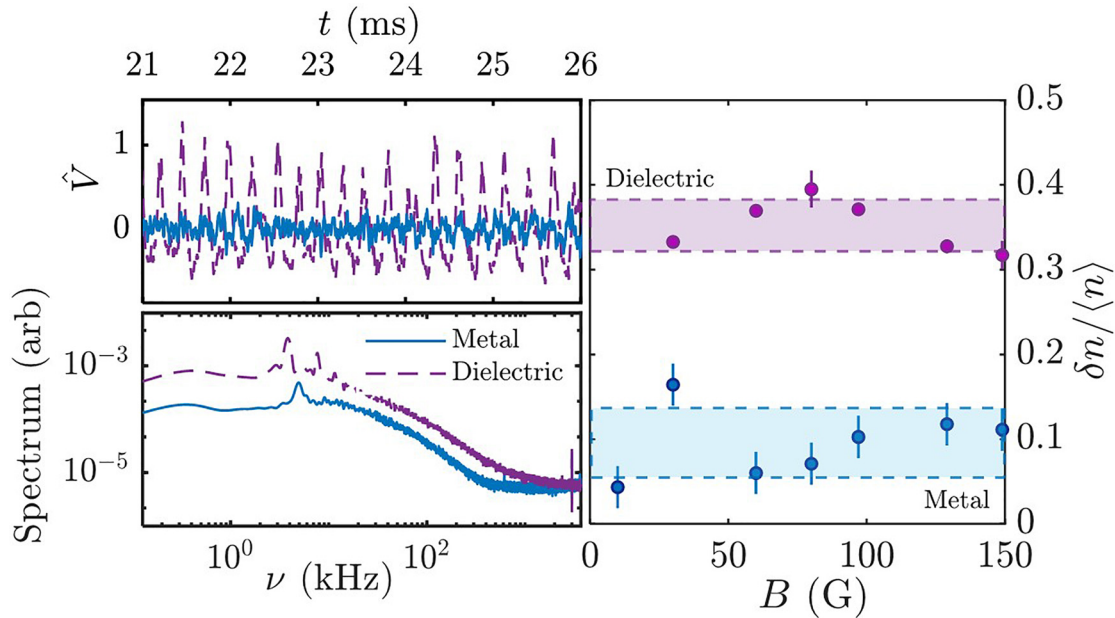 t (ms)
21 22 23 24 25 26
1
0
V̂
Metal
Dielectric
10⁻³
10⁻⁵
Spectrum (arb)
10⁰ 10²
ν (kHz)
Dielectric
Metal
0.5
0.4
0.3
0.2
0.1
0
δn/⟨n⟩
0 50 100 150
B (G)